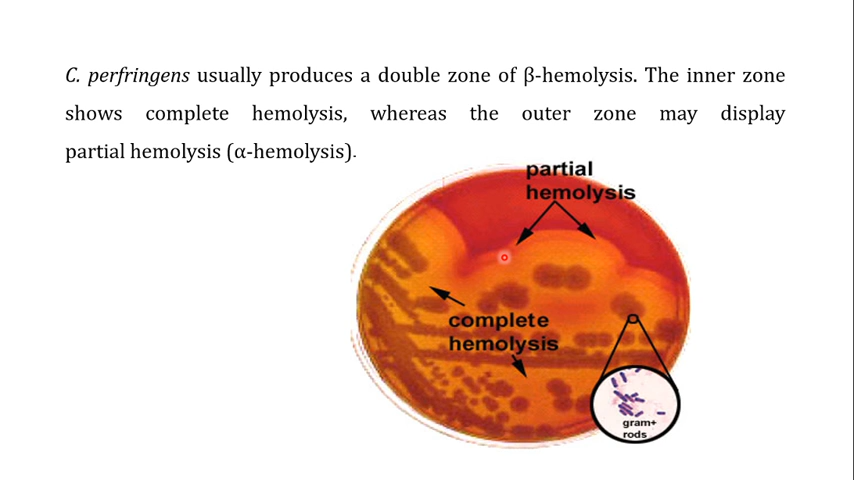 C. perfringens usually produces a double zone of β-hemolysis. The inner zone
shows complete hemolysis, whereas the outer zone may display
partial hemolysis (α-hemolysis).
partial
hemolysis
complete
hemolysis
gram+
rods